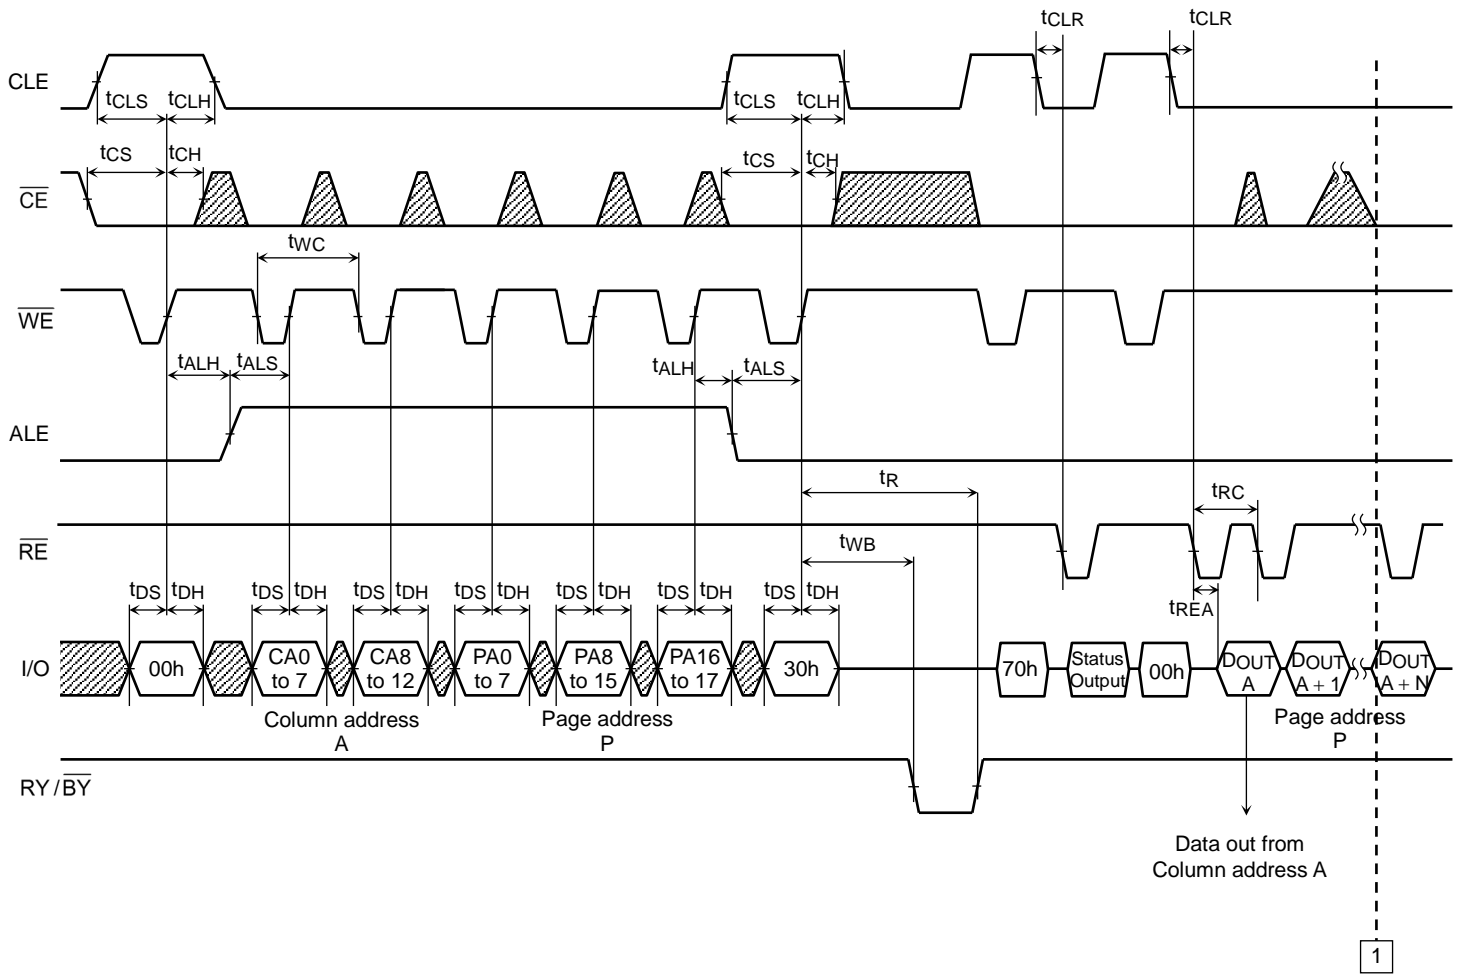 tCLR tCLR
CLE
tCLS tCLH tCLS tCLH
tCS tCH tCS tCH
CE
tWC
WE
tALH tALS tALH tALS
ALE
tR
tRC
RE
tWB
tDS tDH tDS tDH tDS tDH tDS tDH tDS tDH tDS tDH tDS tDH
tREA
I/O
00h
CA0
to 7
CA8
to 12
PA0
to 7
PA8
to 15
PA16
to 17
30h
70h
Status
Output
00h
DOUT
A
DOUT
A + 1
DOUT
A + N
Column address
A
Page address
P
Page address
P
RY / BY
Data out from
Column address A
1